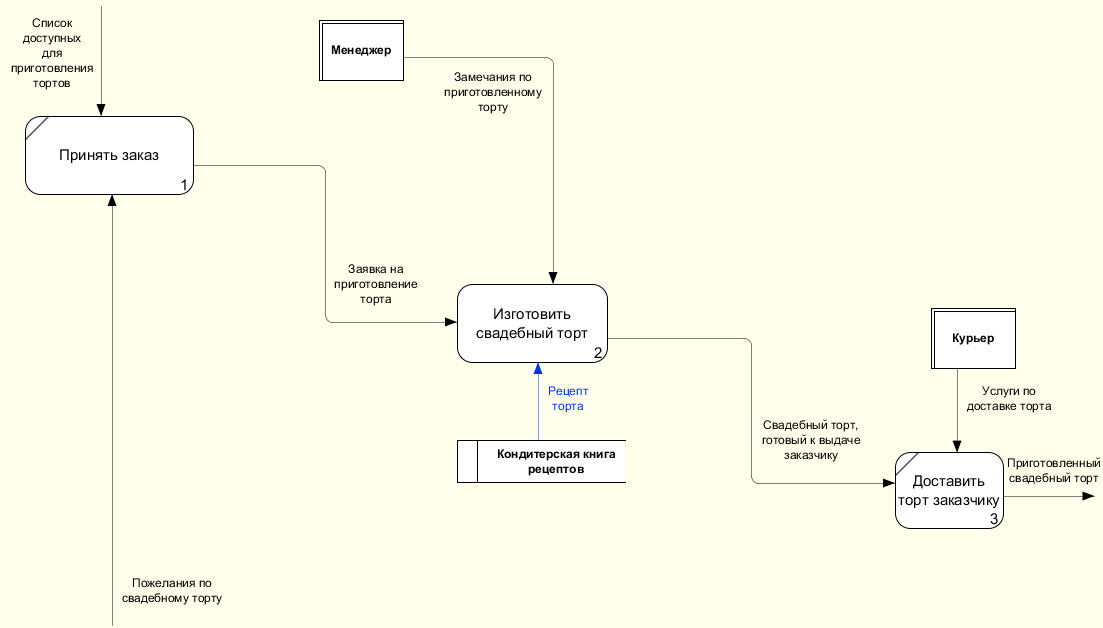 Список
доступных
для
приготовления
тортов
Менеджер
Замечания по
приготовленному
торту
Принять заказ
1
Заявка на
приготовление
торта
Изготовить
свадебный торт
2
Курьер
Рецепт
торта
Услуги по
доставке торта
Кондитерская книга
рецептов
Свадебный торт,
готовый к выдаче
заказчику
Доставить
торт заказчику
3
Приготовленный
свадебный торт
Пожелания по
свадебному торту